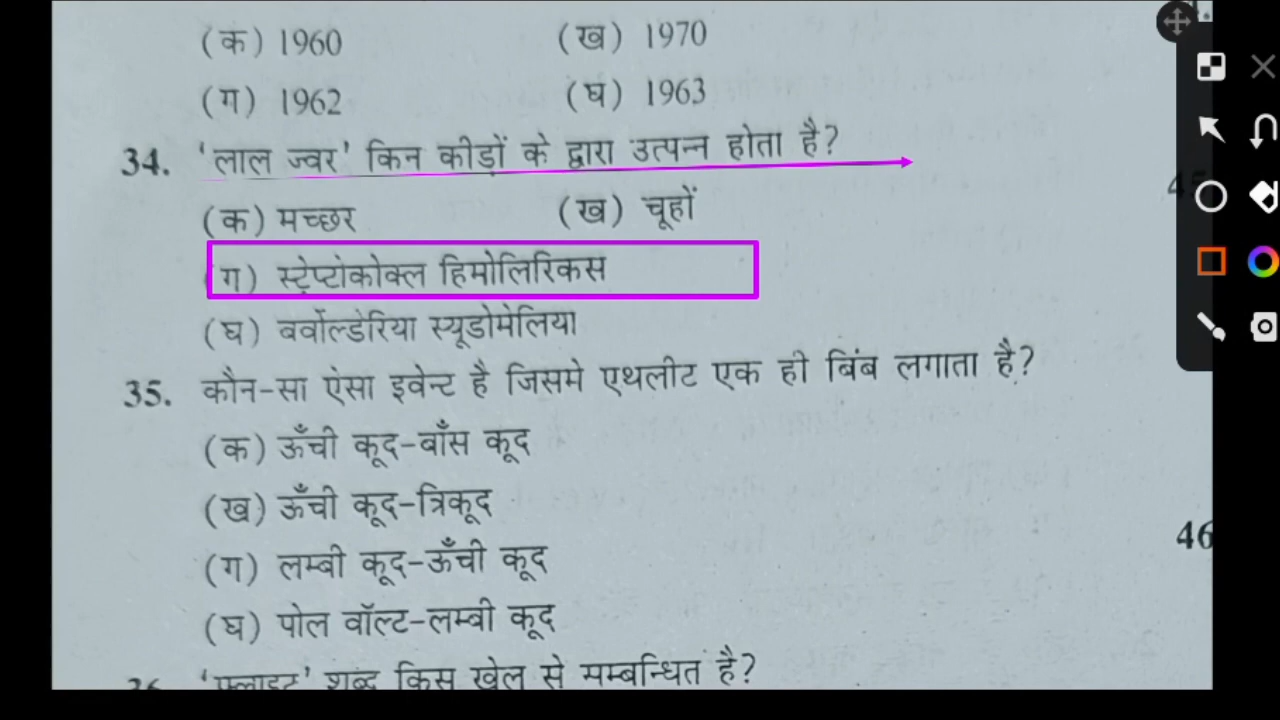 (क) 1960 (ख) 1970
(ग) 1962 (घ) 1963
34. 'लाल ज्वर' किन कीड़ों के द्वारा उत्पन्न होता है?
(क) मच्छर (ख) चूहों
(ग) स्ट्रेप्टोकोक्ल हिमोलिरिकस
(घ) बर्वोल्डेरिया स्यूडोमेलिया
35. कौन-सा ऐसा इवेन्ट है जिसमे एथलीट एक ही बिंब लगाता है?
(क) ऊँची कूद-बाँस कूद
(ख) ऊँची कूद-त्रिकूद
(ग) लम्बी कूद-ऊँची कूद
46
(घ) पोल वॉल्ट-लम्बी कूद
'फ्लाइट' शब्द किस खेल से सम्बन्धित है?